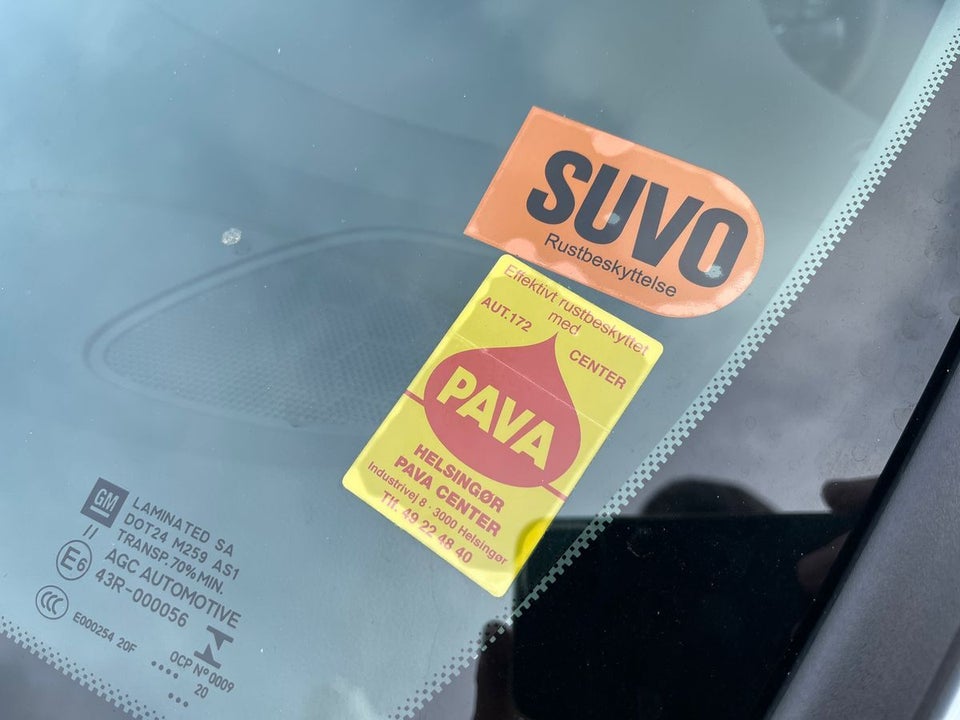 SUVO
Rustbeskyttelse
Effektivt rustbeskyttet
med
AUT.172
CENTER
PAVA
HELSINGØR
PAVA CENTER
Industrivej 8 · 3000 Helsingør
Tlf. 49 22 48 40
GM
LAMINATED SA
DOT24 M259 AS1
TRANSP. 70% MIN.
II
E6
AGC AUTOMOTIVE
43R-000056
CCC
E000254 20F
OCP Nº0009
.... 20 ....